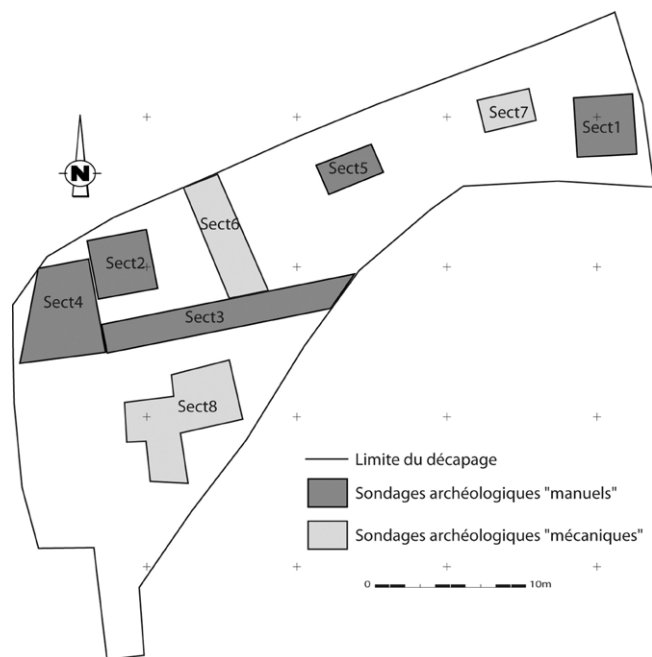 Sect7
Sect1
Sect5
N
Sect6
Sect2
Sect4
Sect3
Sect8
Limite du décapage
Sondages archéologiques "manuels"
Sondages archéologiques "mécaniques"
0 10m